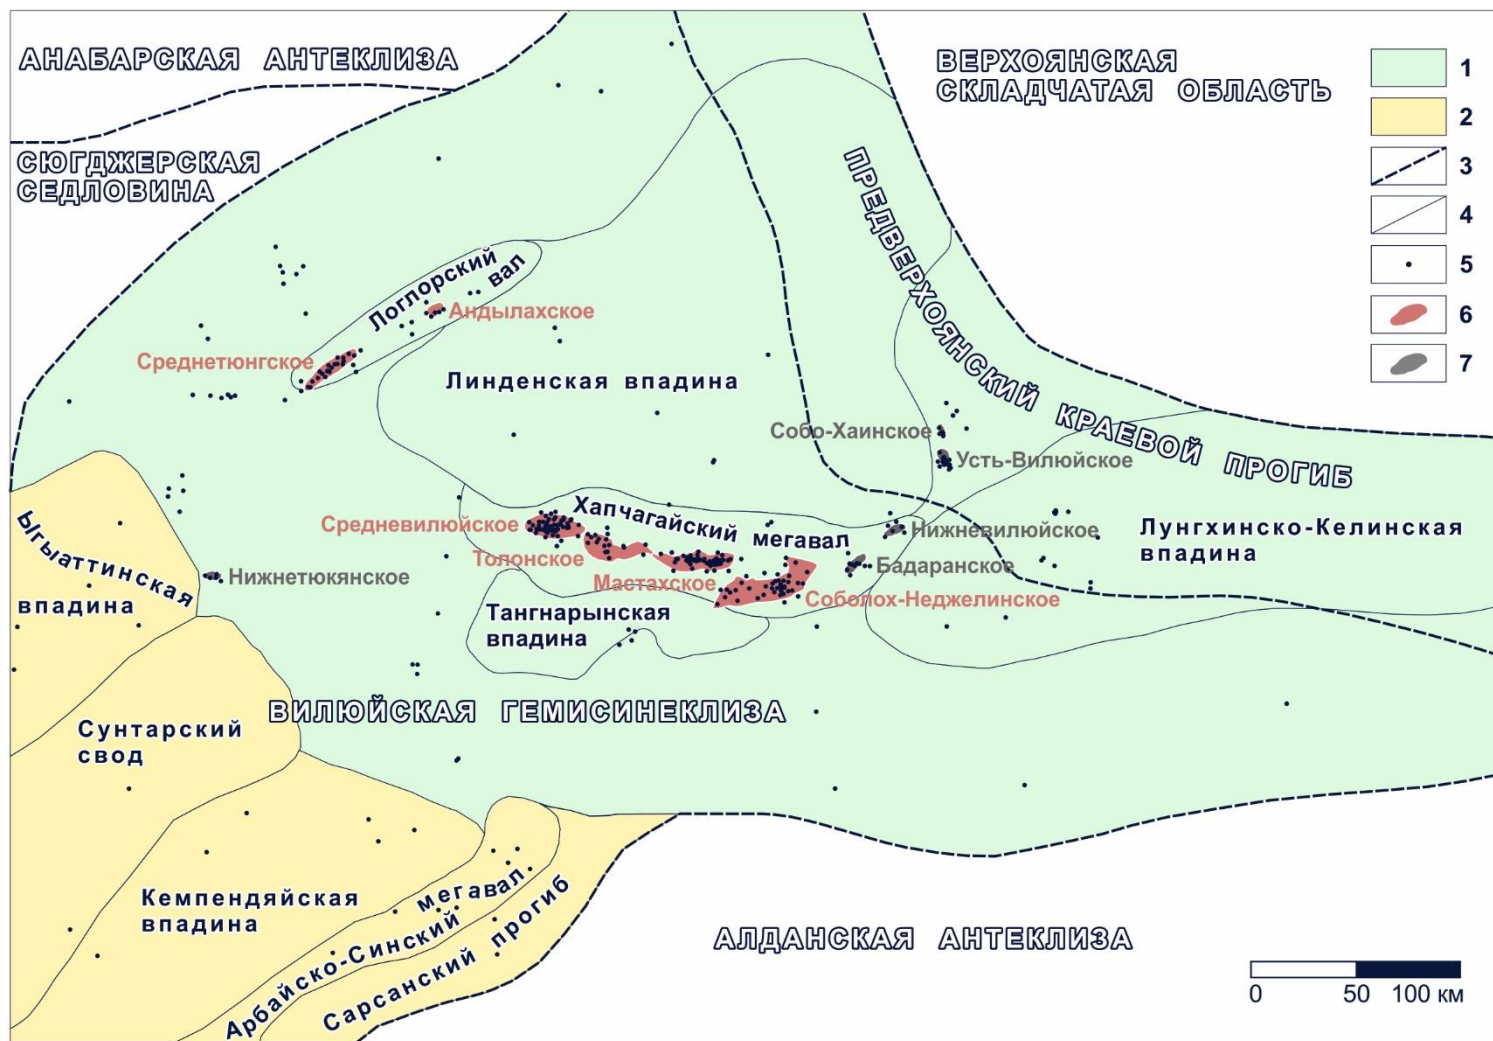 АНАБАРСКАЯ АНТЕКЛИЗА
ВЕРХОЯНСКАЯ
СКЛАДЧАТАЯ ОБЛАСТЬ
1
2
3
4
5
6
7
СЮГДЖЕРСКАЯ
СЕДЛОВИНА
ПРЕДВЕРХОЯНСКИЙ КРАЕВОЙ ПРОГИБ
Логлорский вал
Андылахское
Среднетюнгское
Линденская впадина
Собо-Хаинское
Усть-Вилюйское
Хапчагайский мегавал
Средневилюйское
Толонское
Мастахское
Соболох-Неджелинское
Нижневилюйское
Бадаранское
Лунгхинско-Келинская
впадина
Ыгыаттинская
впадина
Нижнетюкянское
Тангнарынская
впадина
ВИЛЮЙСКАЯ ГЕМИСИНЕКЛИЗА
Сунтарский
свод
Кемпендяйская
впадина
Арбайско-Синский мегавал
Сарсанский прогиб
АЛДАНСКАЯ АНТЕКЛИЗА
0 50 100 км